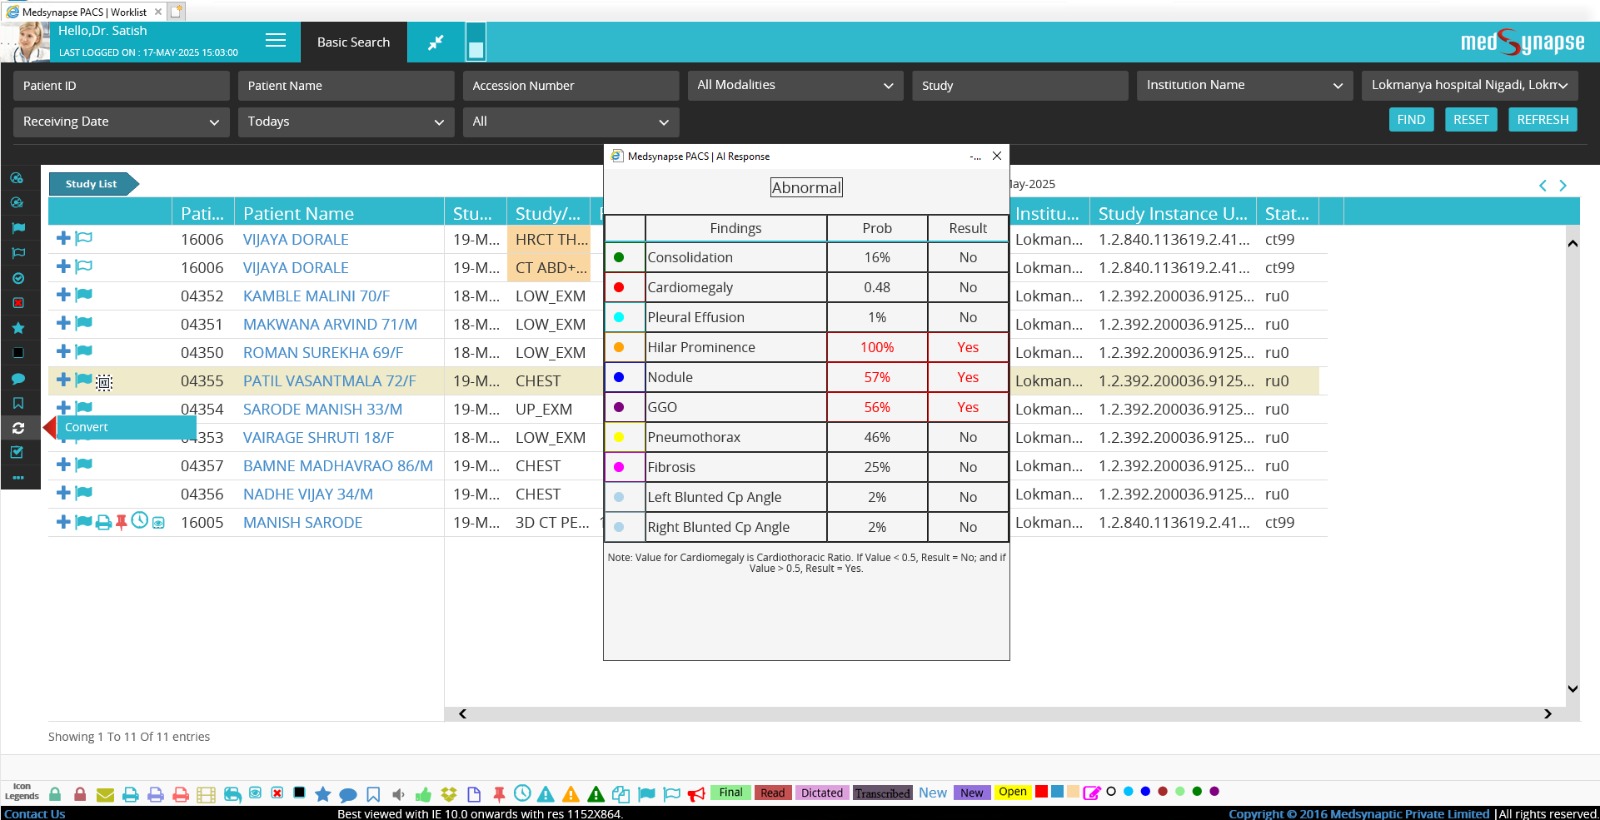 Medsynapse PACS | Worklist
Hello,Dr. Satish
LAST LOGGED ON : 17-MAY-2025 15:03:00
Basic Search
medSynapse
Patient ID
Patient Name
Accession Number
All Modalities
Study
Institution Name
Lokmanya hospital Nigadi, Lokm
Receiving Date
Todays
All
FIND
RESET
REFRESH
Study List
May-2025
Pati... Patient Name Stu... Study/... Institu... Study Instance U... Stat...
16006 VIJAYA DORALE 19-M... HRCT TH... Lokman... 1.2.840.113619.2.41... ct99
16006 VIJAYA DORALE 19-M... CT ABD+... Lokman... 1.2.840.113619.2.41... ct99
04352 KAMBLE MALINI 70/F 18-M... LOW_EXM Lokman... 1.2.392.200036.9125... ru0
04351 MAKWANA ARVIND 71/M 18-M... LOW_EXM Lokman... 1.2.392.200036.9125... ru0
04350 ROMAN SUREKHA 69/F 18-M... LOW_EXM Lokman... 1.2.392.200036.9125... ru0
04355 PATIL VASANTMALA 72/F 19-M... CHEST Lokman... 1.2.392.200036.9125... ru0
04354 SARODE MANISH 33/M 19-M... UP_EXM Lokman... 1.2.392.200036.9125... ru0
Convert
04353 VAIRAGE SHRUTI 18/F 19-M... LOW_EXM Lokman... 1.2.392.200036.9125... ru0
04357 BAMNE MADHAVRAO 86/M 19-M... CHEST Lokman... 1.2.392.200036.9125... ru0
04356 NADHE VIJAY 34/M 19-M... CHEST Lokman... 1.2.392.200036.9125... ru0
16005 MANISH SARODE 19-M... 3D CT PE... Lokman... 1.2.840.113619.2.41... ct99
Medsynapse PACS | AI Response
Abnormal
Findings Prob Result
Consolidation 16% No
Cardiomegaly 0.48 No
Pleural Effusion 1% No
Hilar Prominence 100% Yes
Nodule 57% Yes
GGO 56% Yes
Pneumothorax 46% No
Fibrosis 25% No
Left Blunted Cp Angle 2% No
Right Blunted Cp Angle 2% No
Note: Value for Cardiomegaly is Cardiothoracic Ratio. If Value < 0.5, Result = No; and if
Value > 0.5, Result = Yes.
Showing 1 To 11 Of 11 entries
Icon
Legends
Final Read Dictated Transcribed New New Open
Contact Us
Best viewed with IE 10.0 onwards with res 1152X864.
Copyright © 2016 Medsynaptic Private Limited |All rights reserved.